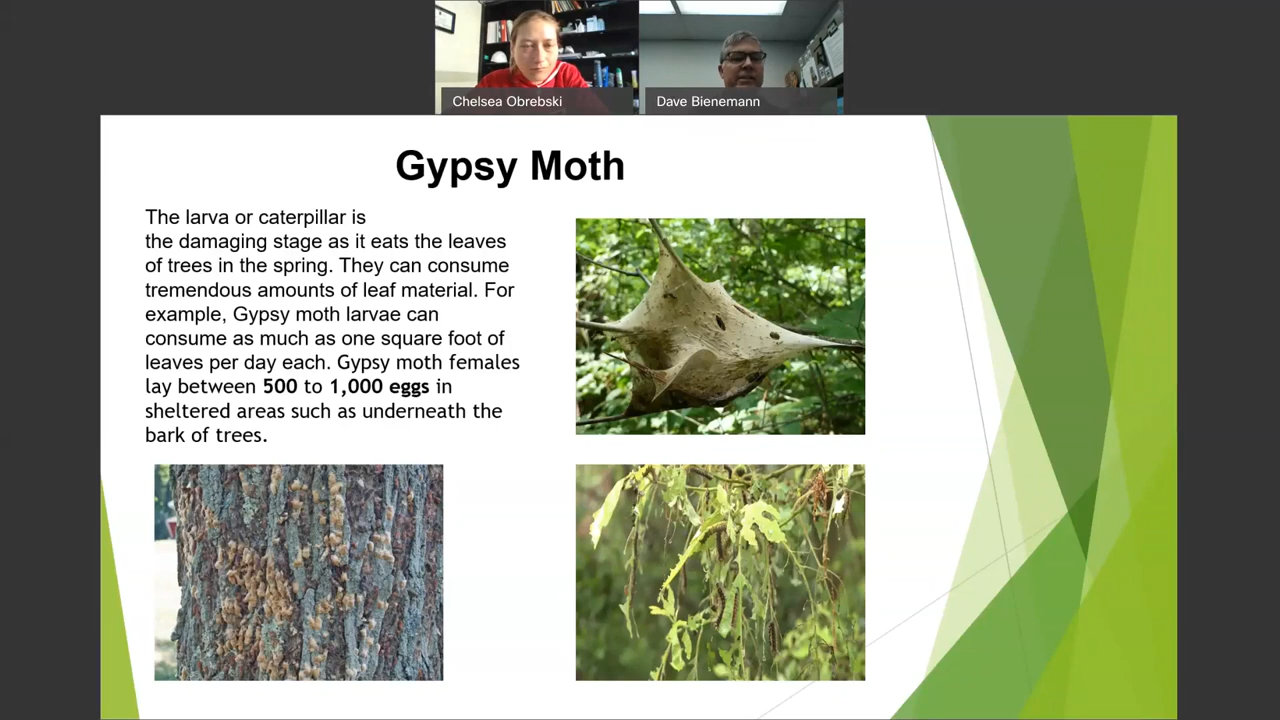 Chelsea Obrebski
Dave Bienemann
Gypsy Moth
The larva or caterpillar is
the damaging stage as it eats the leaves
of trees in the spring. They can consume
tremendous amounts of leaf material. For
example, Gypsy moth larvae can
consume as much as one square foot of
leaves per day each. Gypsy moth females
lay between 500 to 1,000 eggs in
sheltered areas such as underneath the
bark of trees.